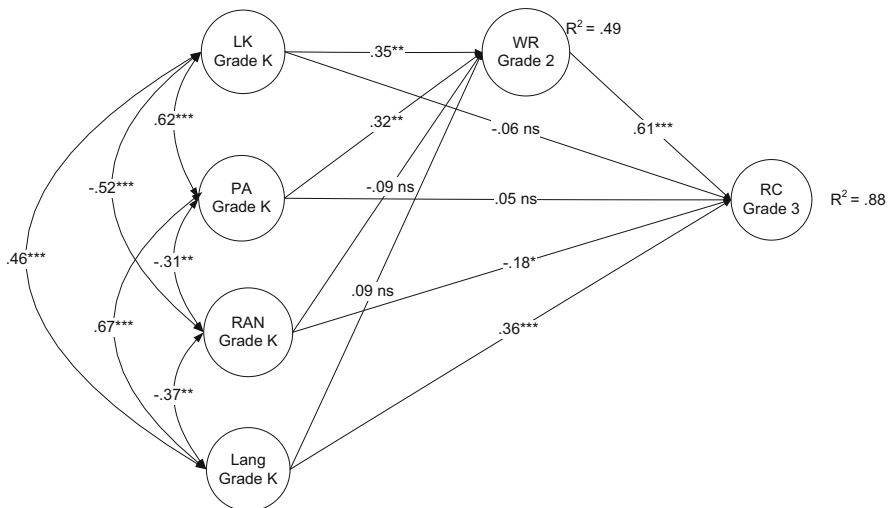 LK
Grade K
WR
Grade 2
R² = .49
.35**
.62***
.32**
-.06 ns
.61***
-.52***
PA
Grade K
-.09 ns
.05 ns
RC
Grade 3
R² = .88
.46***
-.31**
-.18*
.09 ns
RAN
Grade K
.67***
.36***
-.37**
Lang
Grade K